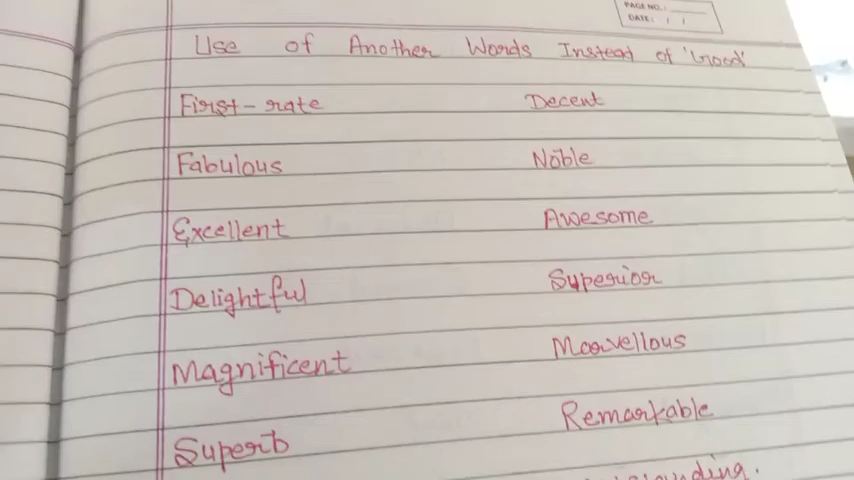 PAGE NO.:
DATE: / /
Use of Another Words Instead of 'Good'
First-rate Decent
Fabulous Noble
Excellent Awesome
Delightful Superior
Magnificent Marvellous
Superb Remarkable